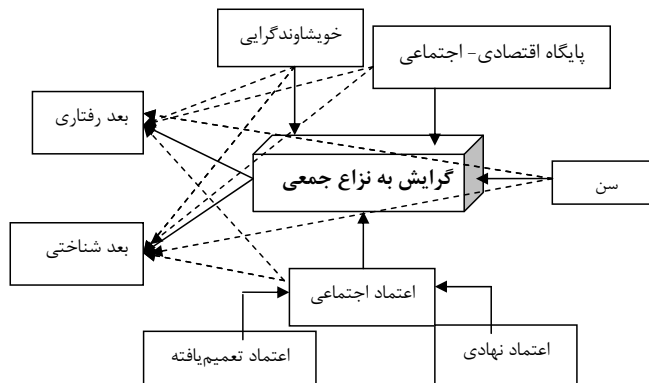 خویشاوندگرایی
پایگاه اقتصادی- اجتماعی
بعد رفتاری
گرایش به نزاع جمعی
سن
بعد شناختی
اعتماد اجتماعی
اعتماد نهادی
اعتماد تعمیم‌یافته